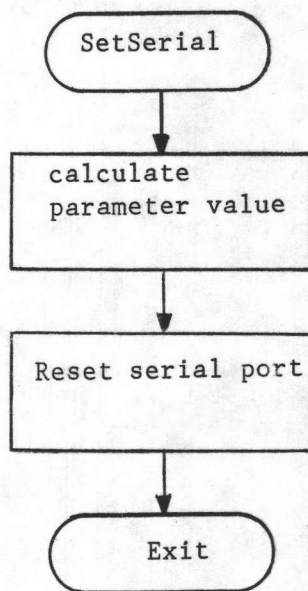 SetSerial
calculate
parameter value
Reset serial port
Exit